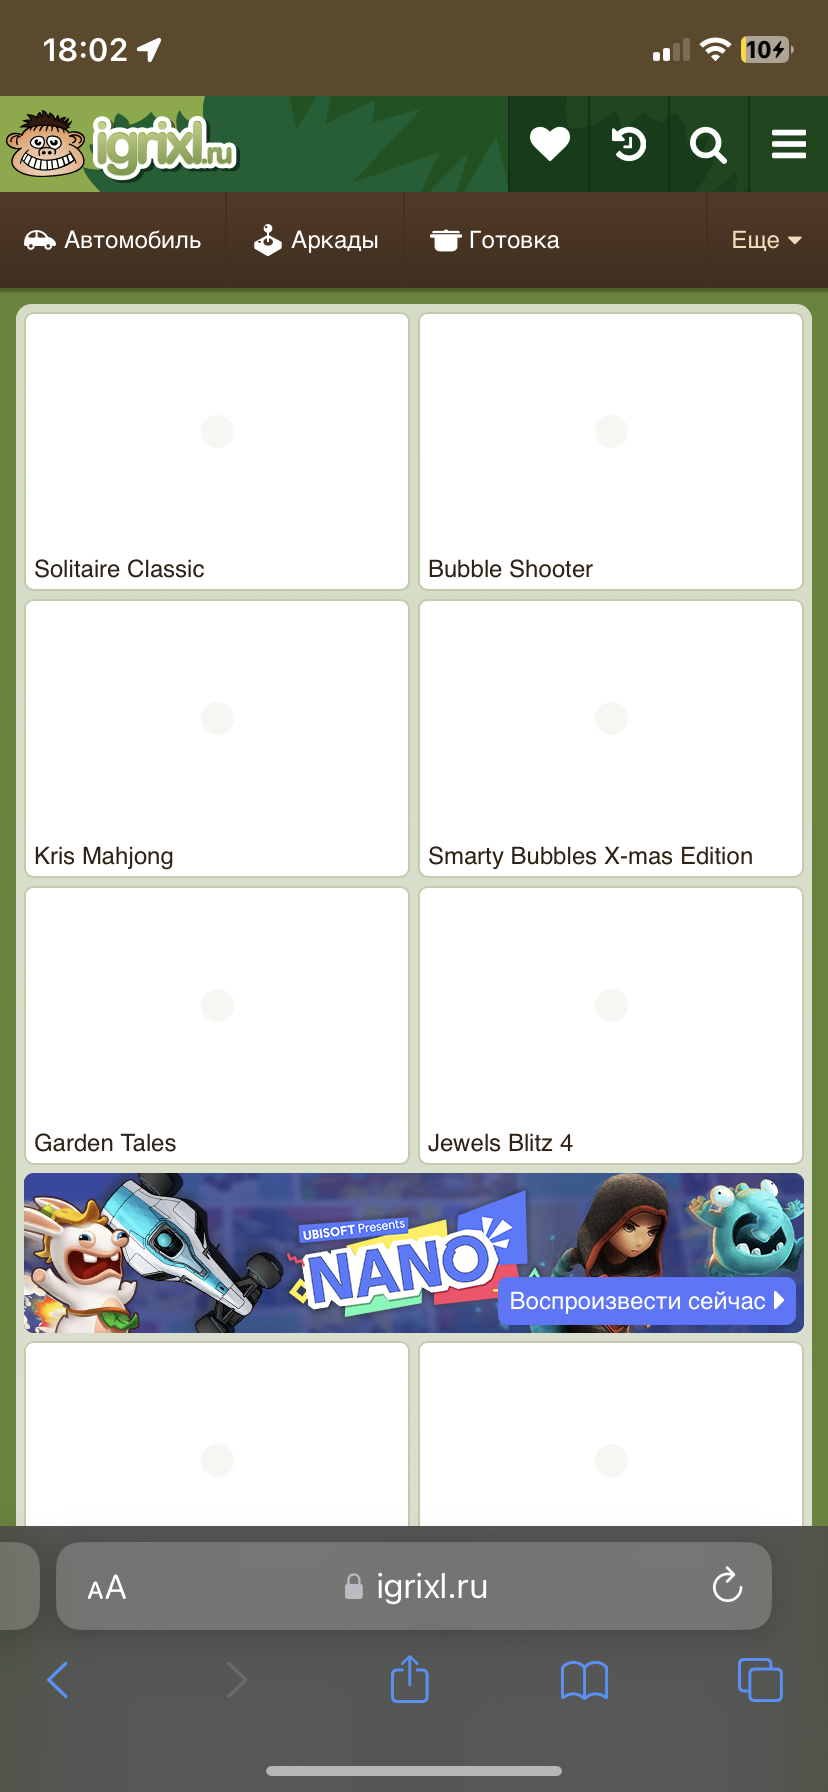 18:02
10
igrixl.ru
Автомобиль
Аркады
Готовка
Еще
Solitaire Classic
Bubble Shooter
Kris Mahjong
Smarty Bubbles X-mas Edition
Garden Tales
Jewels Blitz 4
UBISOFT Presents
NANO
Воспроизвести сейчас
AA
igrixl.ru